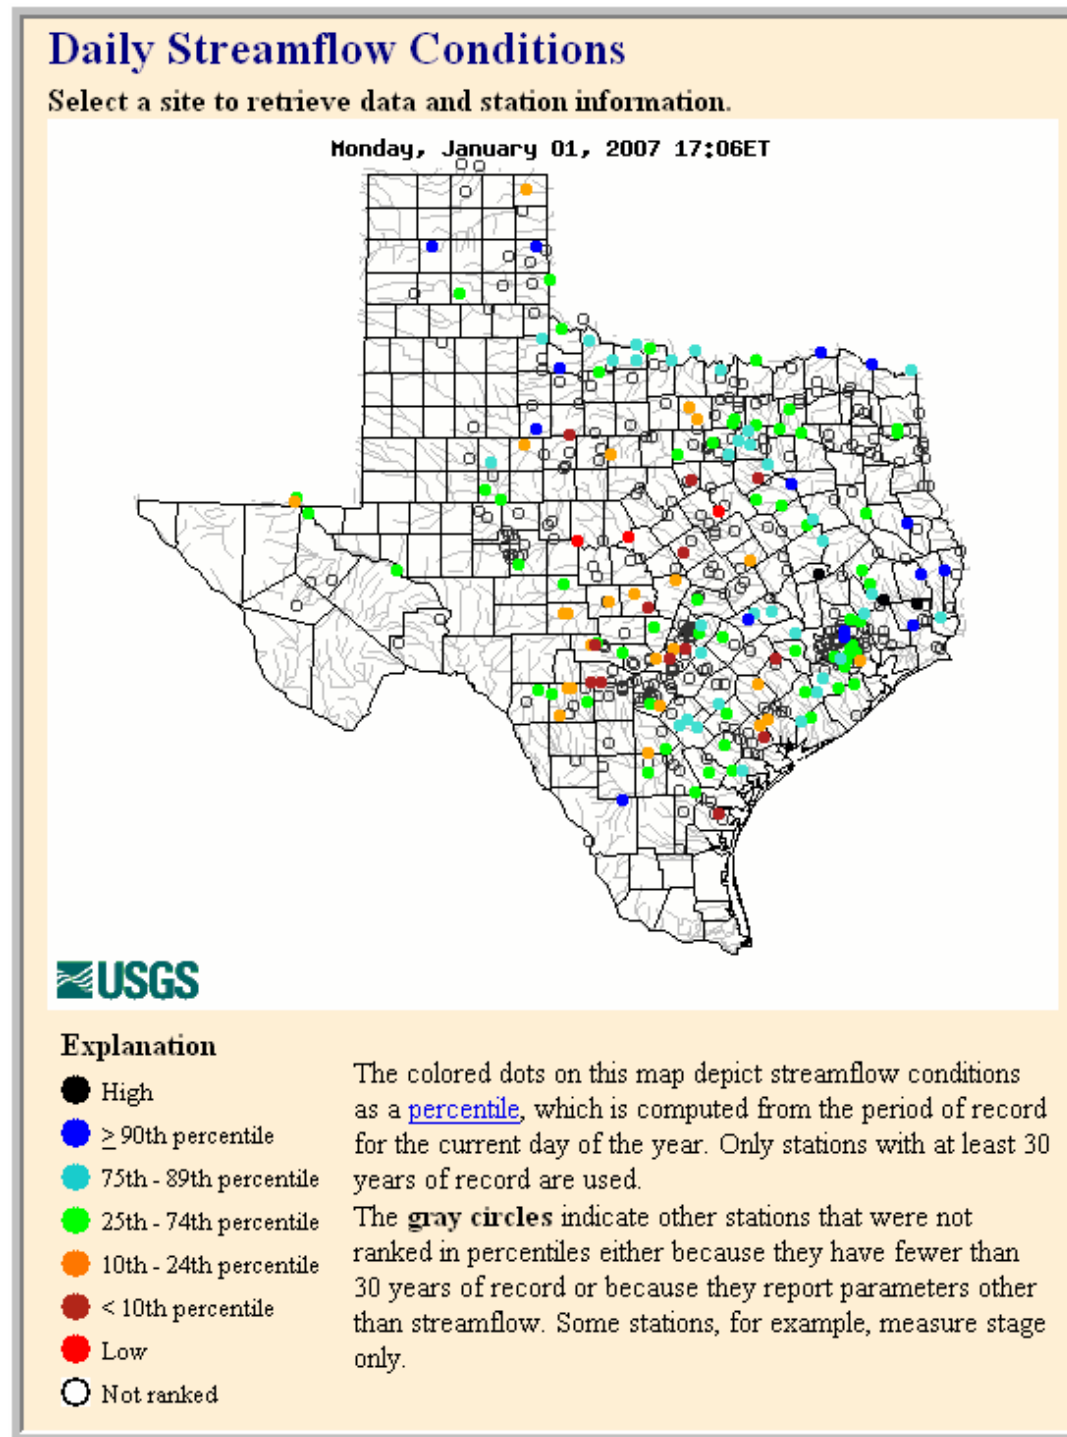 Daily Streamflow Conditions
Select a site to retrieve data and station information.
Monday, January 01, 2007 17:06ET
USGS
Explanation
High
≥ 90th percentile
75th - 89th percentile
25th - 74th percentile
10th - 24th percentile
< 10th percentile
Low
Not ranked
The colored dots on this map depict streamflow conditions
as a percentile, which is computed from the period of record
for the current day of the year. Only stations with at least 30
years of record are used.
The gray circles indicate other stations that were not
ranked in percentiles either because they have fewer than
30 years of record or because they report parameters other
than streamflow. Some stations, for example, measure stage
only.